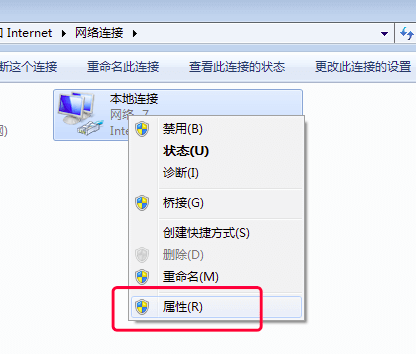 Internet ▸ 网络连接 ▸
断这个连接 重命名此连接 查看此连接的状态 更改此连接的设置
本地连接
网络 7
Inte
禁用(B)
状态(U)
诊断(I)
桥接(G)
创建快捷方式(S)
删除(D)
重命名(M)
属性(R)